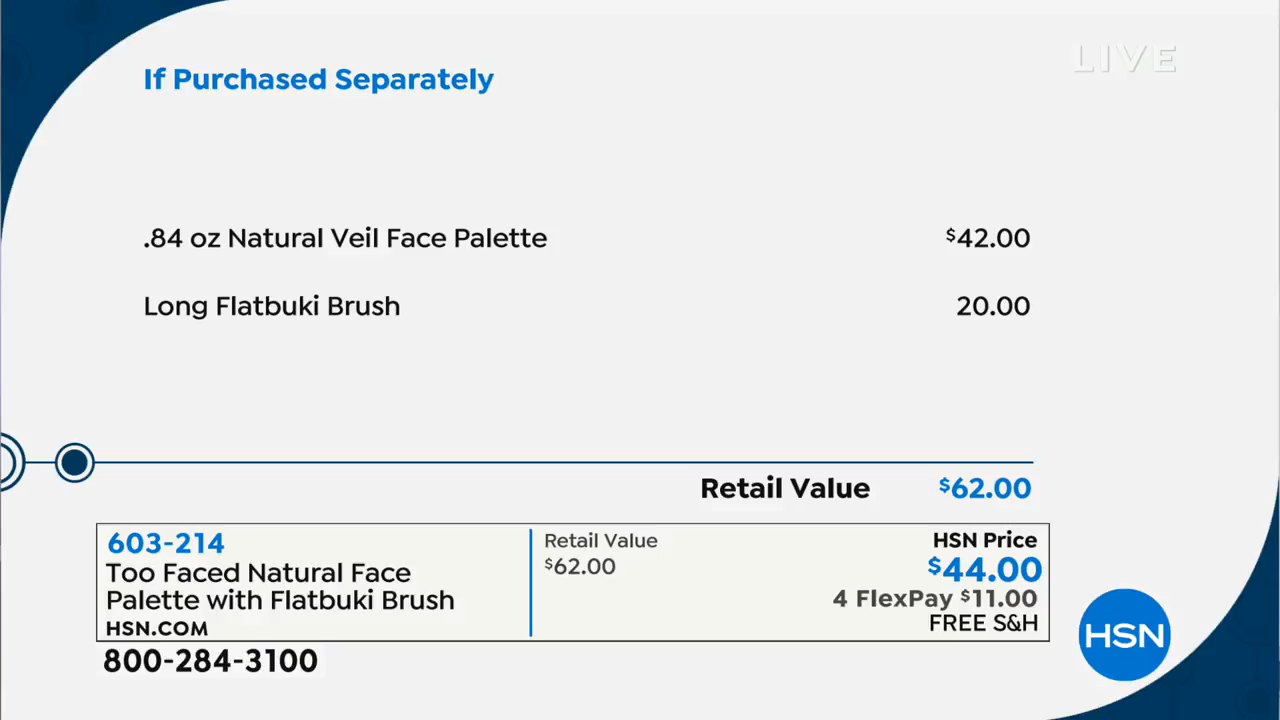 LIVE
If Purchased Separately
.84 oz Natural Veil Face Palette $42.00
Long Flatbuki Brush 20.00
Retail Value $62.00
603-214
Too Faced Natural Face
Palette with Flatbuki Brush
HSN.COM
Retail Value
$62.00
HSN Price
$44.00
4 FlexPay $11.00
FREE S&H
800-284-3100
HSN